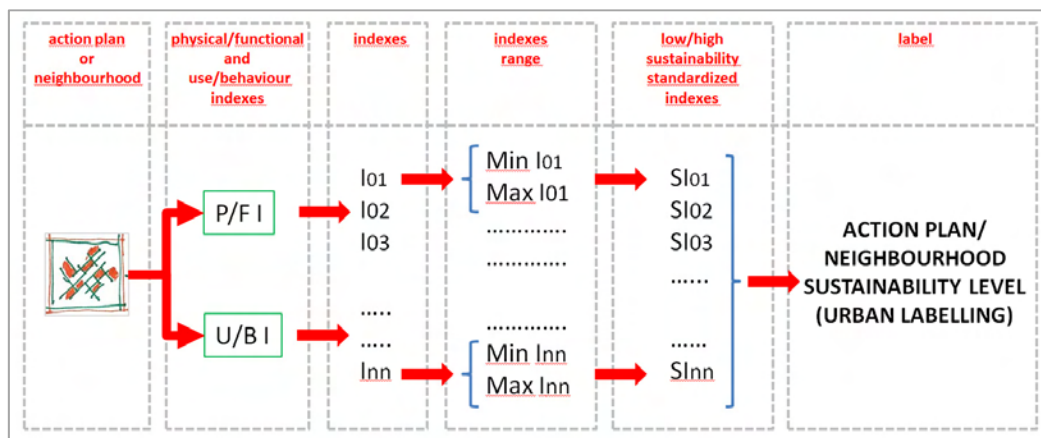 action plan
or
neighbourhood
physical/functional
and
use/behaviour
indexes
indexes
indexes
range
low/high
sustainability
standardized
indexes
label
P/F I
U/B I
I01
I02
I03
.....
.....
Inn
Min I01
Max I01
.............
.............
.............
Min Inn
Max Inn
SI01
SI02
SI03
......
......
SInn
ACTION PLAN/
NEIGHBOURHOOD
SUSTAINABILITY LEVEL
(URBAN LABELLING)